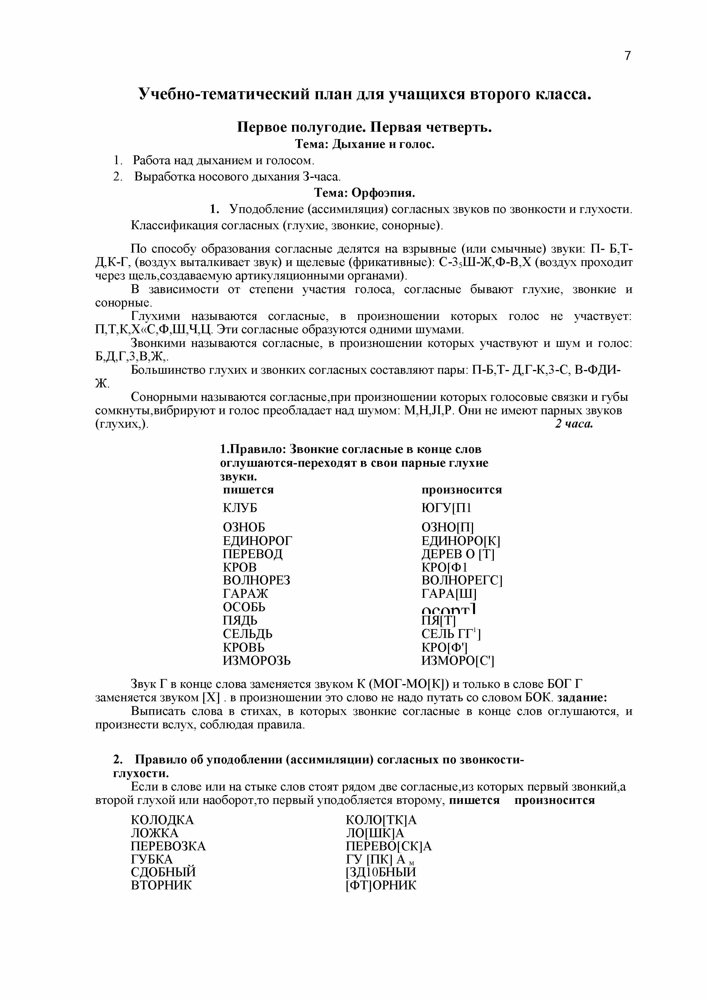 7
Учебно-тематический план для учащихся второго класса.
Первое полугодие. Первая четверть.
Тема: Дыхание и голос.
1. Работа над дыханием и голосом.
2. Выработка носового дыхания 3-часа.
Тема: Орфоэпия.
1. Уподобление (ассимиляция) согласных звуков по звонкости и глухости.
Классификация согласных (глухие, звонкие, сонорные).
По способу образования согласные делятся на взрывные (или смычные) звуки: П- Б,Т-
Д,К-Г, (воздух выталкивает звук) и щелевые (фрикативные): С-З₅Ш-Ж,Ф-В,Х (воздух проходит
через щель,создаваемую артикуляционными органами).
В зависимости от степени участия голоса, согласные бывают глухие, звонкие и
сонорные.
Глухими называются согласные, в произношении которых голос не участвует:
П,Т,К,Х«С,Ф,Ш,Ч,Ц. Эти согласные образуются одними шумами.
Звонкими называются согласные, в произношении которых участвуют и шум и голос:
Б,Д,Г,З,В,Ж,.
Большинство глухих и звонких согласных составляют пары: П-Б,Т- Д,Г-К,З-С, В-ФДИ-
Ж.
Сонорными называются согласные,при произношении которых голосовые связки и губы
сомкнуты,вибрируют и голос преобладает над шумом: М,Н,JI,Р. Они не имеют парных звуков
(глухих,). 2 часа.
1.Правило: Звонкие согласные в конце слов
оглушаются-переходят в свои парные глухие
звуки.
пишется произносится
КЛУБ ЮГУ[П1
ОЗНОБ ОЗНО[П]
ЕДИНОРОГ ЕДИНОРО[К]
ПЕРЕВОД ДЕРЕВ О [Т]
КРОВ КРО[Ф1
ВОЛНОРЕЗ ВОЛНОРЕГС]
ГАРАЖ ГАРА[Ш]
ОСОБЬ осорт]
ПЯДЬ ПЯ[Т]
СЕЛЬДЬ СЕЛЬ ГГ¹]
КРОВЬ КРО[Ф']
ИЗМОРОЗЬ ИЗМОРО[С']
Звук Г в конце слова заменяется звуком К (МОГ-МО[К]) и только в слове БОГ Г
заменяется звуком [Х] . в произношении это слово не надо путать со словом БОК. задание:
Выписать слова в стихах, в которых звонкие согласные в конце слов оглушаются, и
произнести вслух, соблюдая правила.
2. Правило об уподоблении (ассимиляции) согласных по звонкости-
глухости.
Если в слове или на стыке слов стоят рядом две согласные,из которых первый звонкий,а
второй глухой или наоборот,то первый уподобляется второму, пишется произносится
КОЛОДКА КОЛО[ТК]А
ЛОЖКА ЛО[ШК]А
ПЕРЕВОЗКА ПЕРЕВО[СК]А
ГУБКА ГУ [ПК] А м
СДОБНЫЙ [ЗД10БНЫЙ
ВТОРНИК [ФТ]ОРНИК